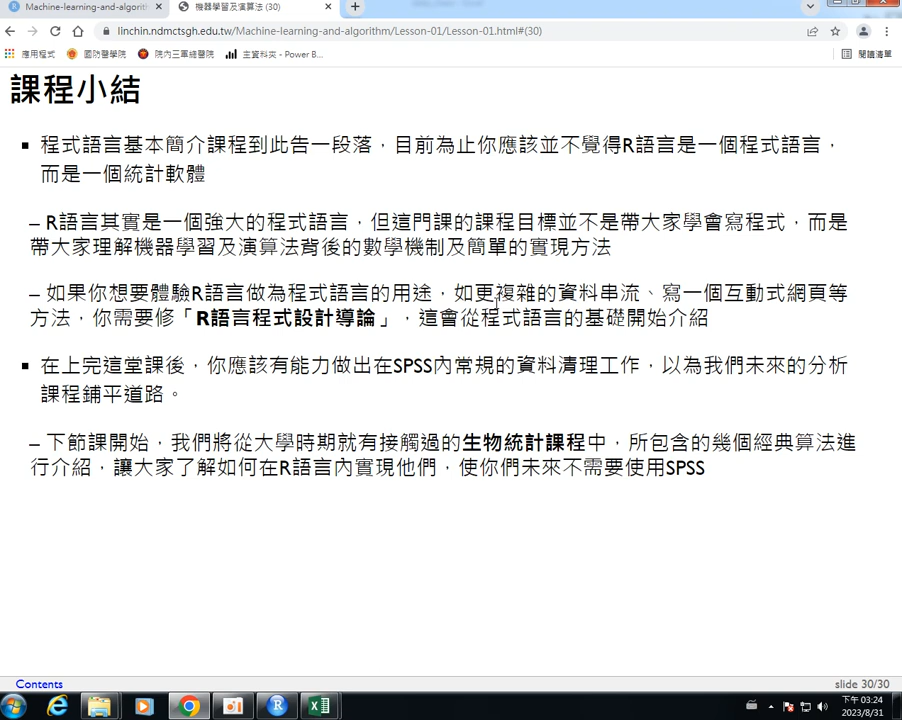 Machine-learning-and-algorith
機器學習及演算法 (30)
linchin.ndmctsgh.edu.tw/Machine-learning-and-algorithm/Lesson-01/Lesson-01.html#(30)
應用程式 國防醫學院 院內三軍總醫院 主資料夾 - Power B... 閱讀清單
課程小結
程式語言基本簡介課程到此告一段落，目前為止你應該並不覺得R語言是一個程式語言，
而是一個統計軟體
– R語言其實是一個強大的程式語言，但這門課的課程目標並不是帶大家學會寫程式，而是
帶大家理解機器學習及演算法背後的數學機制及簡單的實現方法
– 如果你想要體驗R語言做為程式語言的用途，如更複雜的資料串流、寫一個互動式網頁等
方法，你需要修「R語言程式設計導論」，這會從程式語言的基礎開始介紹
在上完這堂課後，你應該有能力做出在SPSS內常規的資料清理工作，以為我們未來的分析
課程鋪平道路。
– 下節課開始，我們將從大學時期就有接觸過的生物統計課程中，所包含的幾個經典算法進
行介紹，讓大家了解如何在R語言內實現他們，使你們未來不需要使用SPSS
Contents
slide 30/30
下午 03:24
2023/8/31